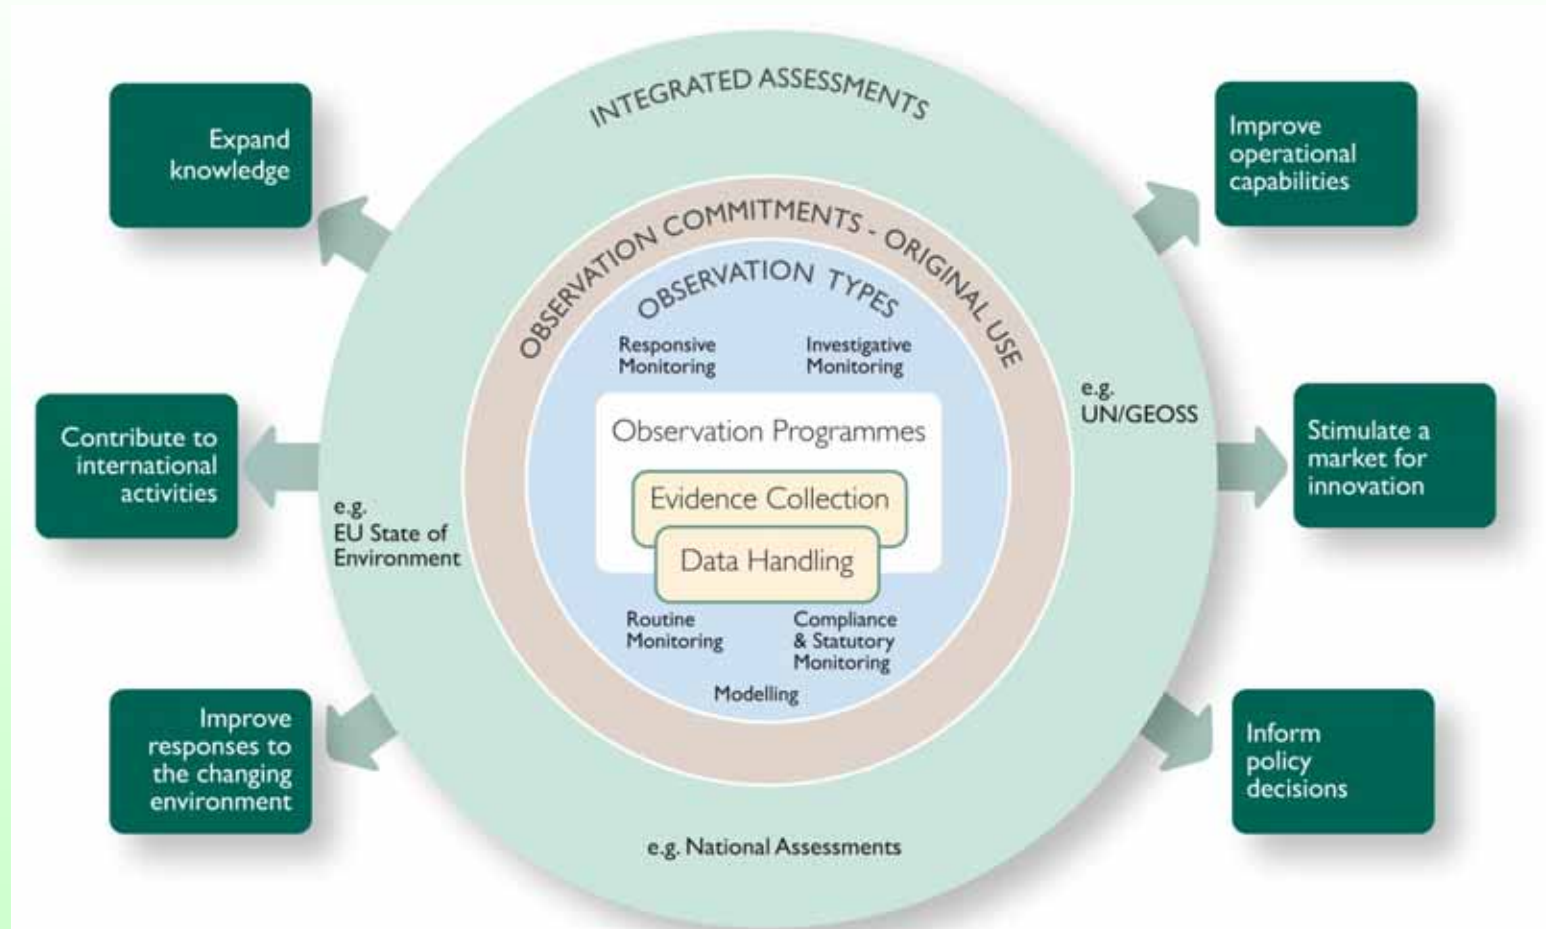 INTEGRATED ASSESSMENTS
OBSERVATION COMMITMENTS - ORIGINAL USE
OBSERVATION TYPES
Responsive
Monitoring
Investigative
Monitoring
Observation Programmes
Evidence Collection
Data Handling
Routine
Monitoring
Compliance
& Statutory
Monitoring
Modelling
e.g.
UN/GEOSS
e.g.
EU State of
Environment
e.g. National Assessments
Expand
knowledge
Contribute to
international
activities
Improve
responses to
the changing
environment
Improve
operational
capabilities
Stimulate a
market for
innovation
Inform
policy
decisions